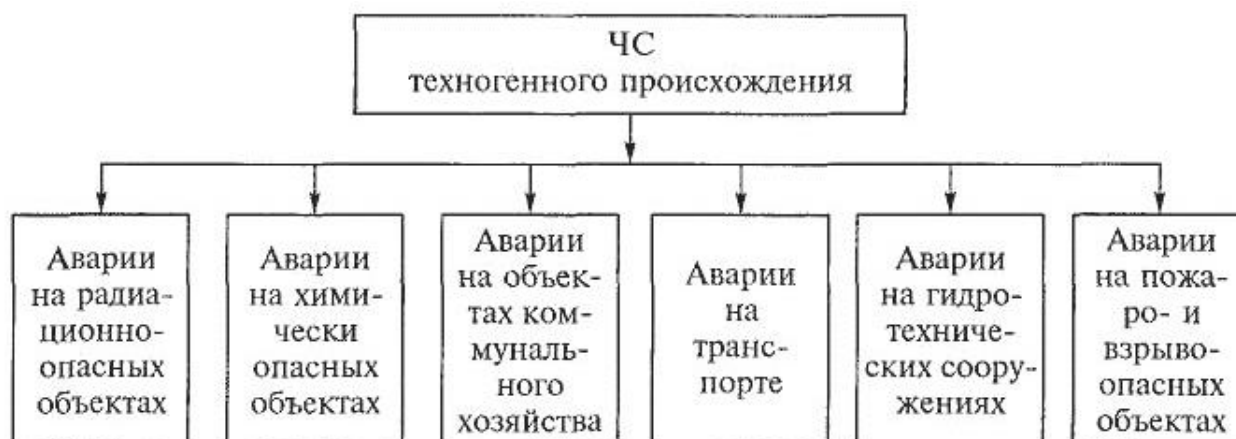 ЧС
техногенного происхождения
Аварии
на радиа-
ционно-
опасных
объектах
Аварии
на хими-
чески
опасных
объектах
Аварии
на объек-
тах ком-
муналь-
ного
хозяйства
Аварии
на
транс-
порте
Аварии
на гидро-
техниче-
ских соору-
жениях
Аварии
на пожа-
ро- и
взрыво-
опасных
объектах